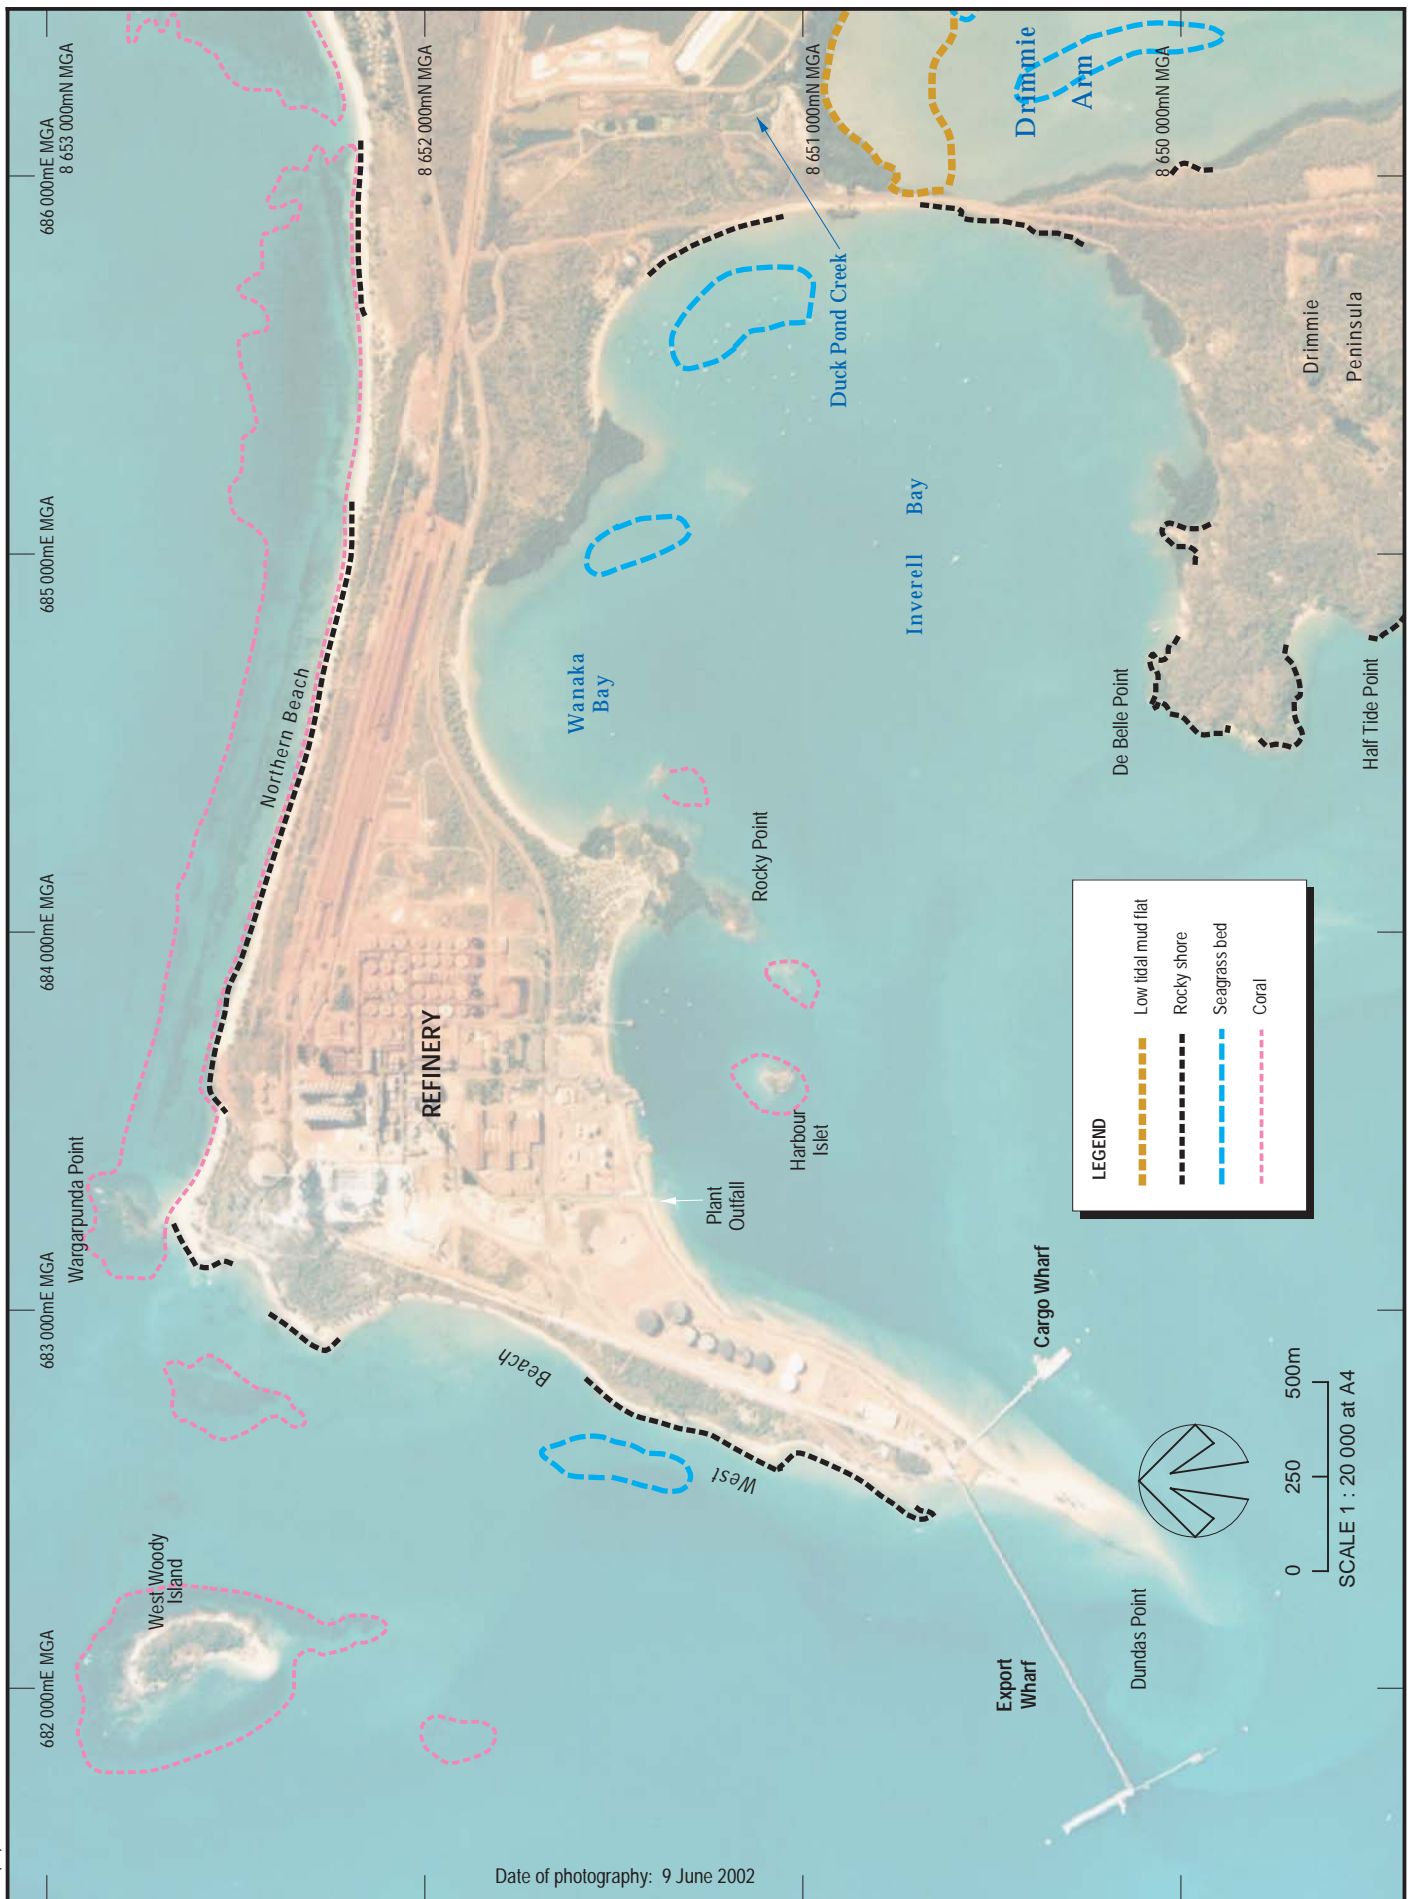 682 000mE MGA
683 000mE MGA
684 000mE MGA
685 000mE MGA
686 000mE MGA
8 653 000mN MGA
8 652 000mN MGA
8 651 000mN MGA
8 650 000mN MGA
West Woody
Island
Wargarpunda Point
Northern Beach
REFINERY
West Beach
Plant
Outfall
Harbour
Islet
Rocky Point
Wanaka
Bay
Inverell Bay
Duck Pond Creek
Drimmie
Arm
Drimmie
Peninsula
De Belle Point
Half Tide Point
Cargo Wharf
Export
Wharf
Dundas Point
LEGEND
Low tidal mud flat
Rocky shore
Seagrass bed
Coral
0 250 500m
SCALE 1 : 20 000 at A4
Date of photography: 9 June 2002